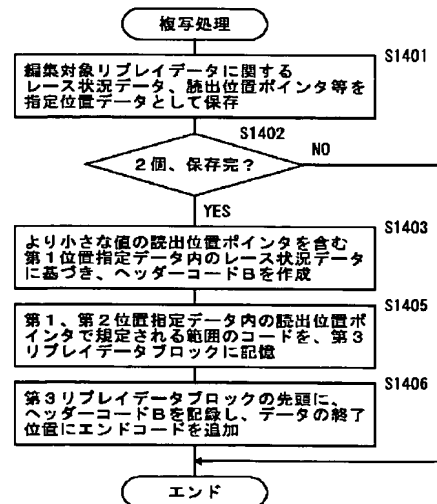 複写処理
S1401
編集対象リプレイデータに関する
レース状況データ、読出位置ポインタ等を
指定位置データとして保存
S1402
2個、保存完？
NO
YES
S1403
より小さな値の読出位置ポインタを含む
第1位置指定データ内のレース状況データ
に基づき、ヘッダーコードBを作成
S1405
第1、第2位置指定データ内の読出位置ポ
インタで規定される範囲のコードを、第3
リプレイデータブロックに記憶
S1406
第3リプレイデータブロックの先頭に、
ヘッダーコードBを記録し、データの終了
位置にエンドコードを追加
エンド